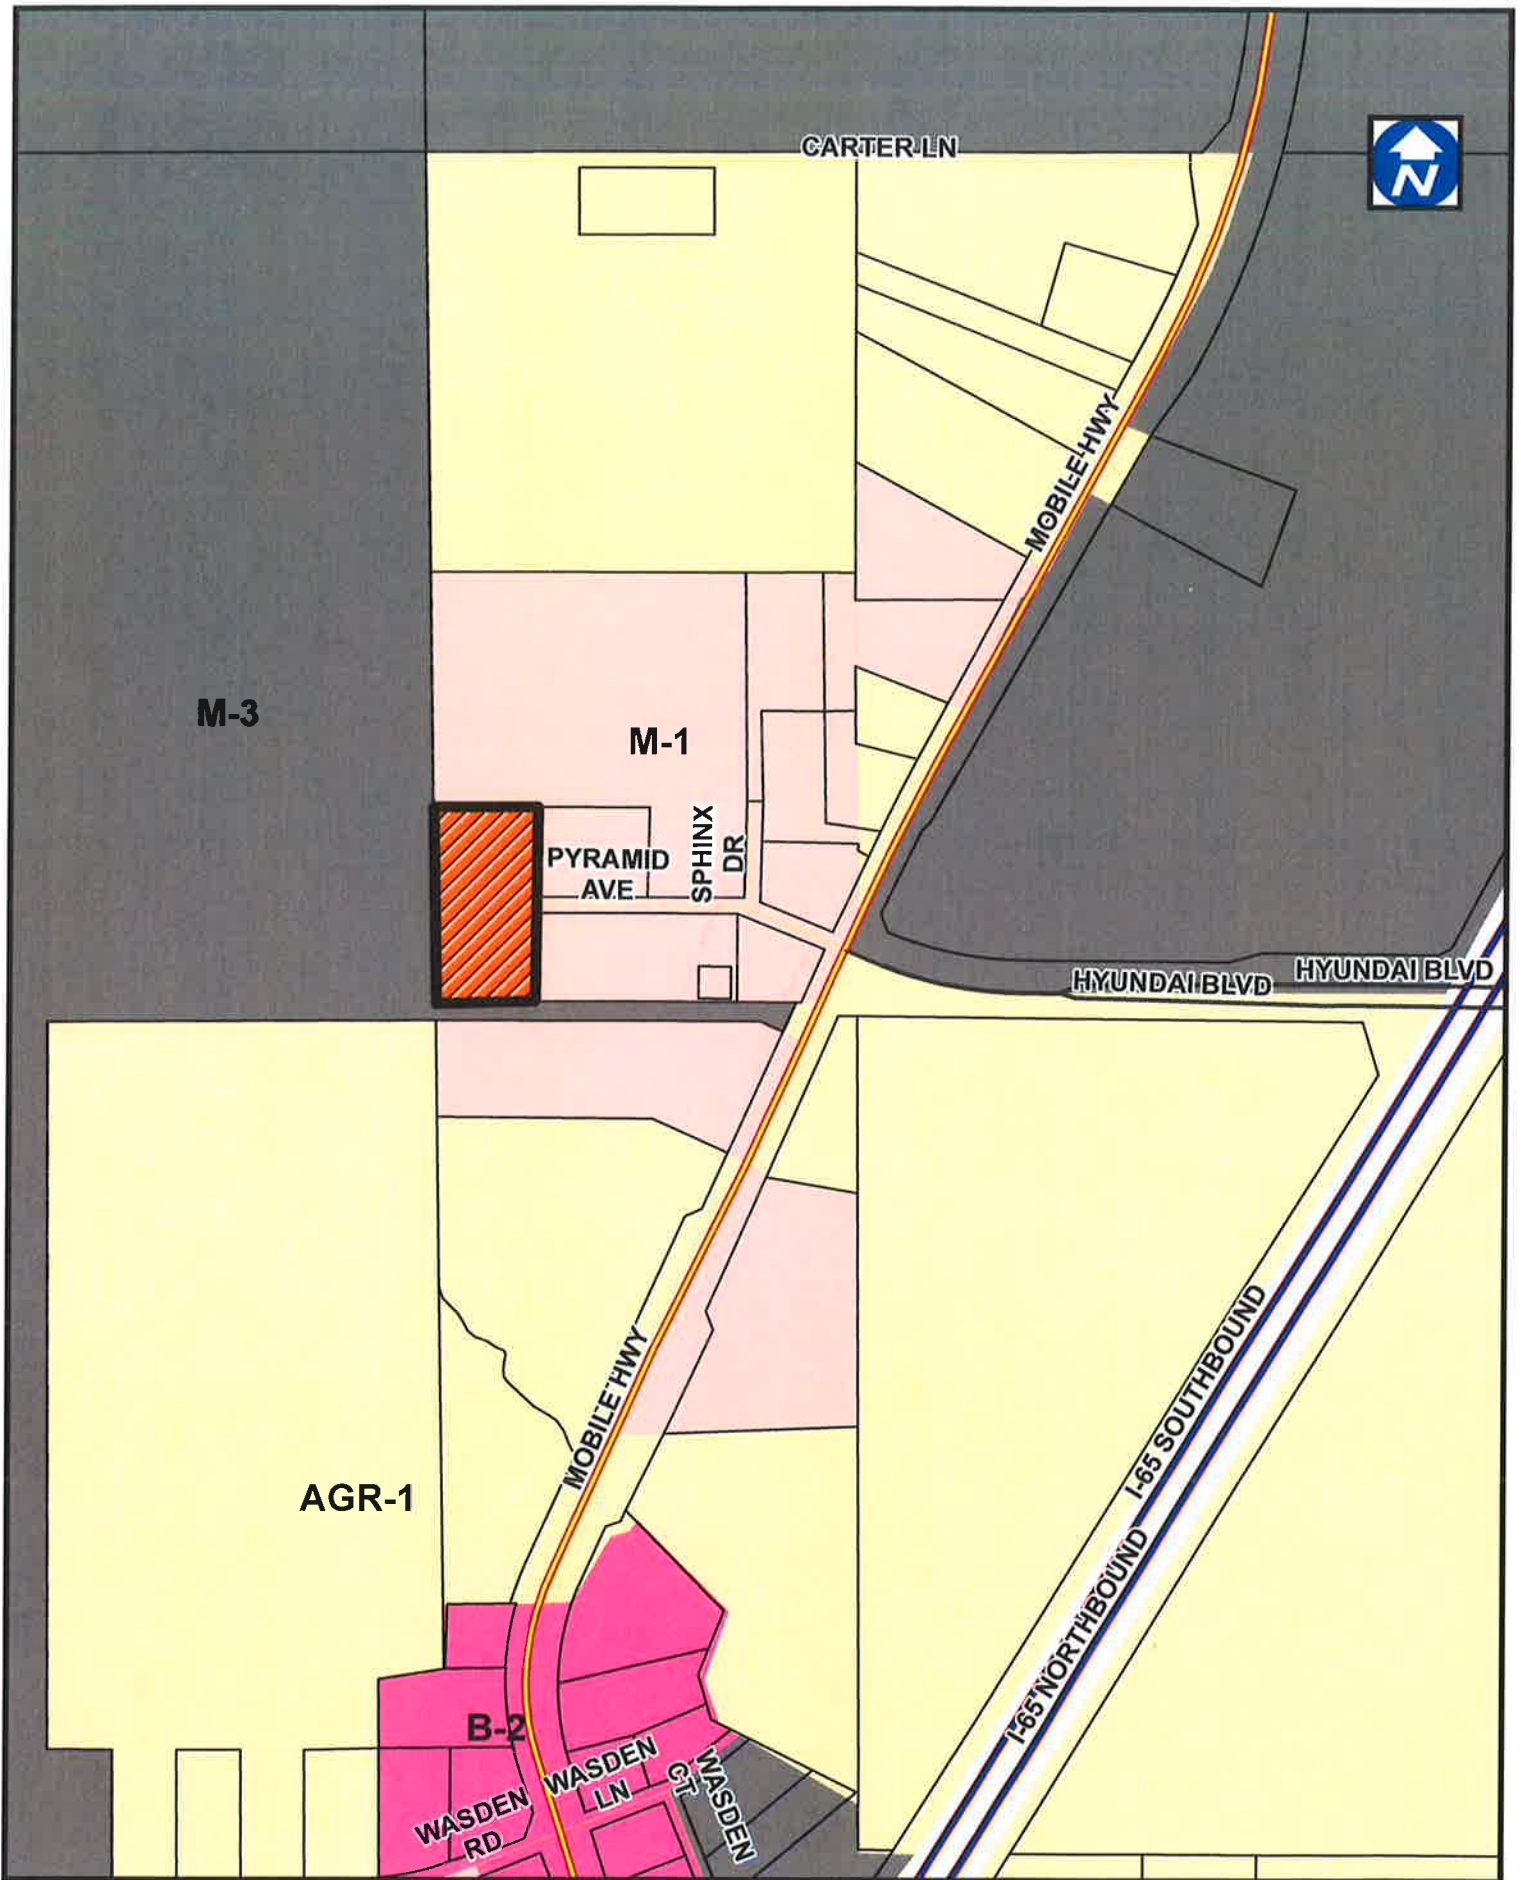 CARTER LN
N
MOBILE HWY
M-3
M-1
SPHINX
DR
PYRAMID
AVE
HYUNDAI BLVD
HYUNDAI BLVD
I-65 SOUTHBOUND
MOBILE HWY
AGR-1
I-65 NORTHBOUND
B-2
WASDEN
LN
WASDEN
CT
WASDEN
RD